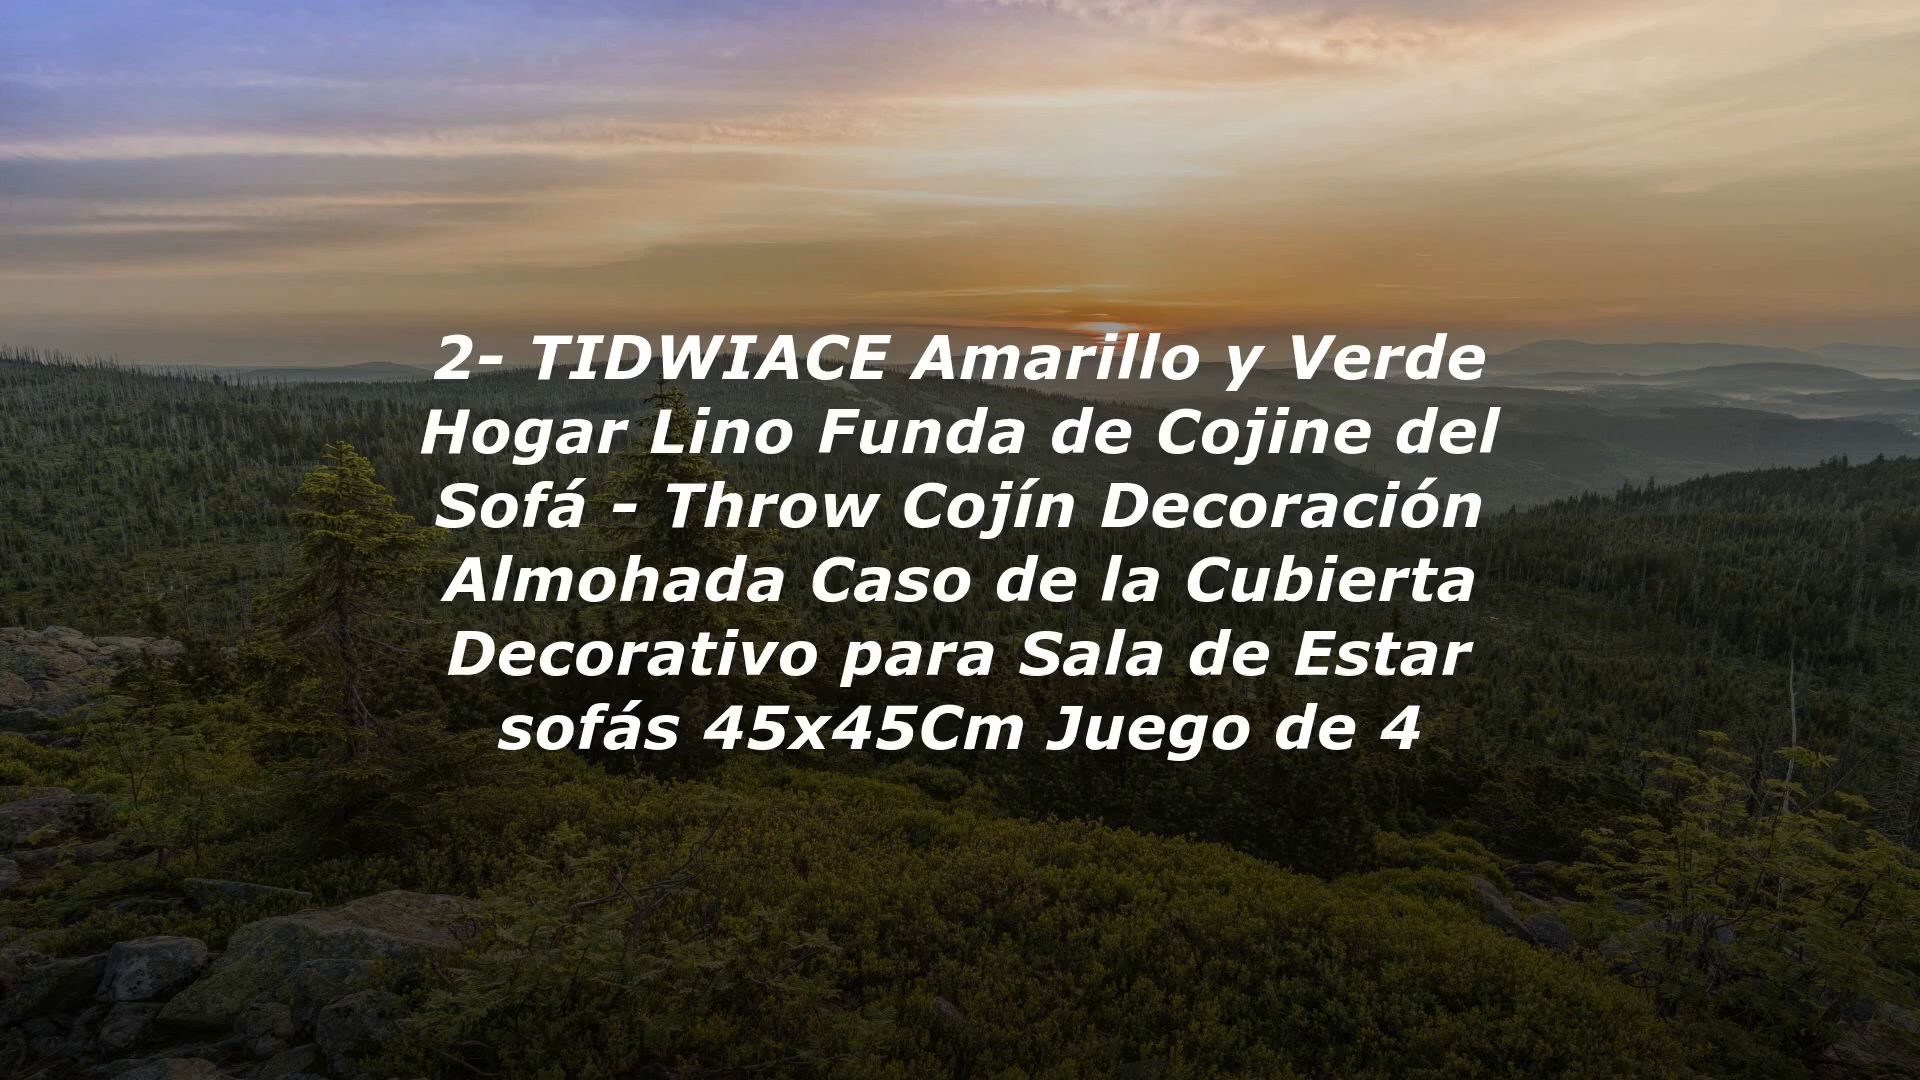 2- TIDWIACE Amarillo y Verde
Hogar Lino Funda de Cojine del
Sofá - Throw Cojín Decoración
Almohada Caso de la Cubierta
Decorativo para Sala de Estar
sofás 45x45Cm Juego de 4